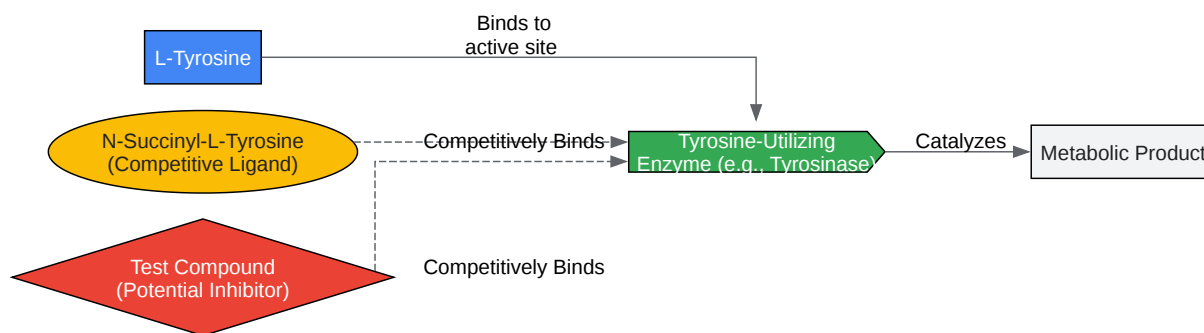 Binds to
active site
L-Tyrosine
N-Succinyl-L-Tyrosine
(Competitive Ligand)
Competitively Binds
Tyrosine-Utilizing
Enzyme (e.g., Tyrosinase)
Catalyzes
Metabolic Product
Test Compound
(Potential Inhibitor)
Competitively Binds